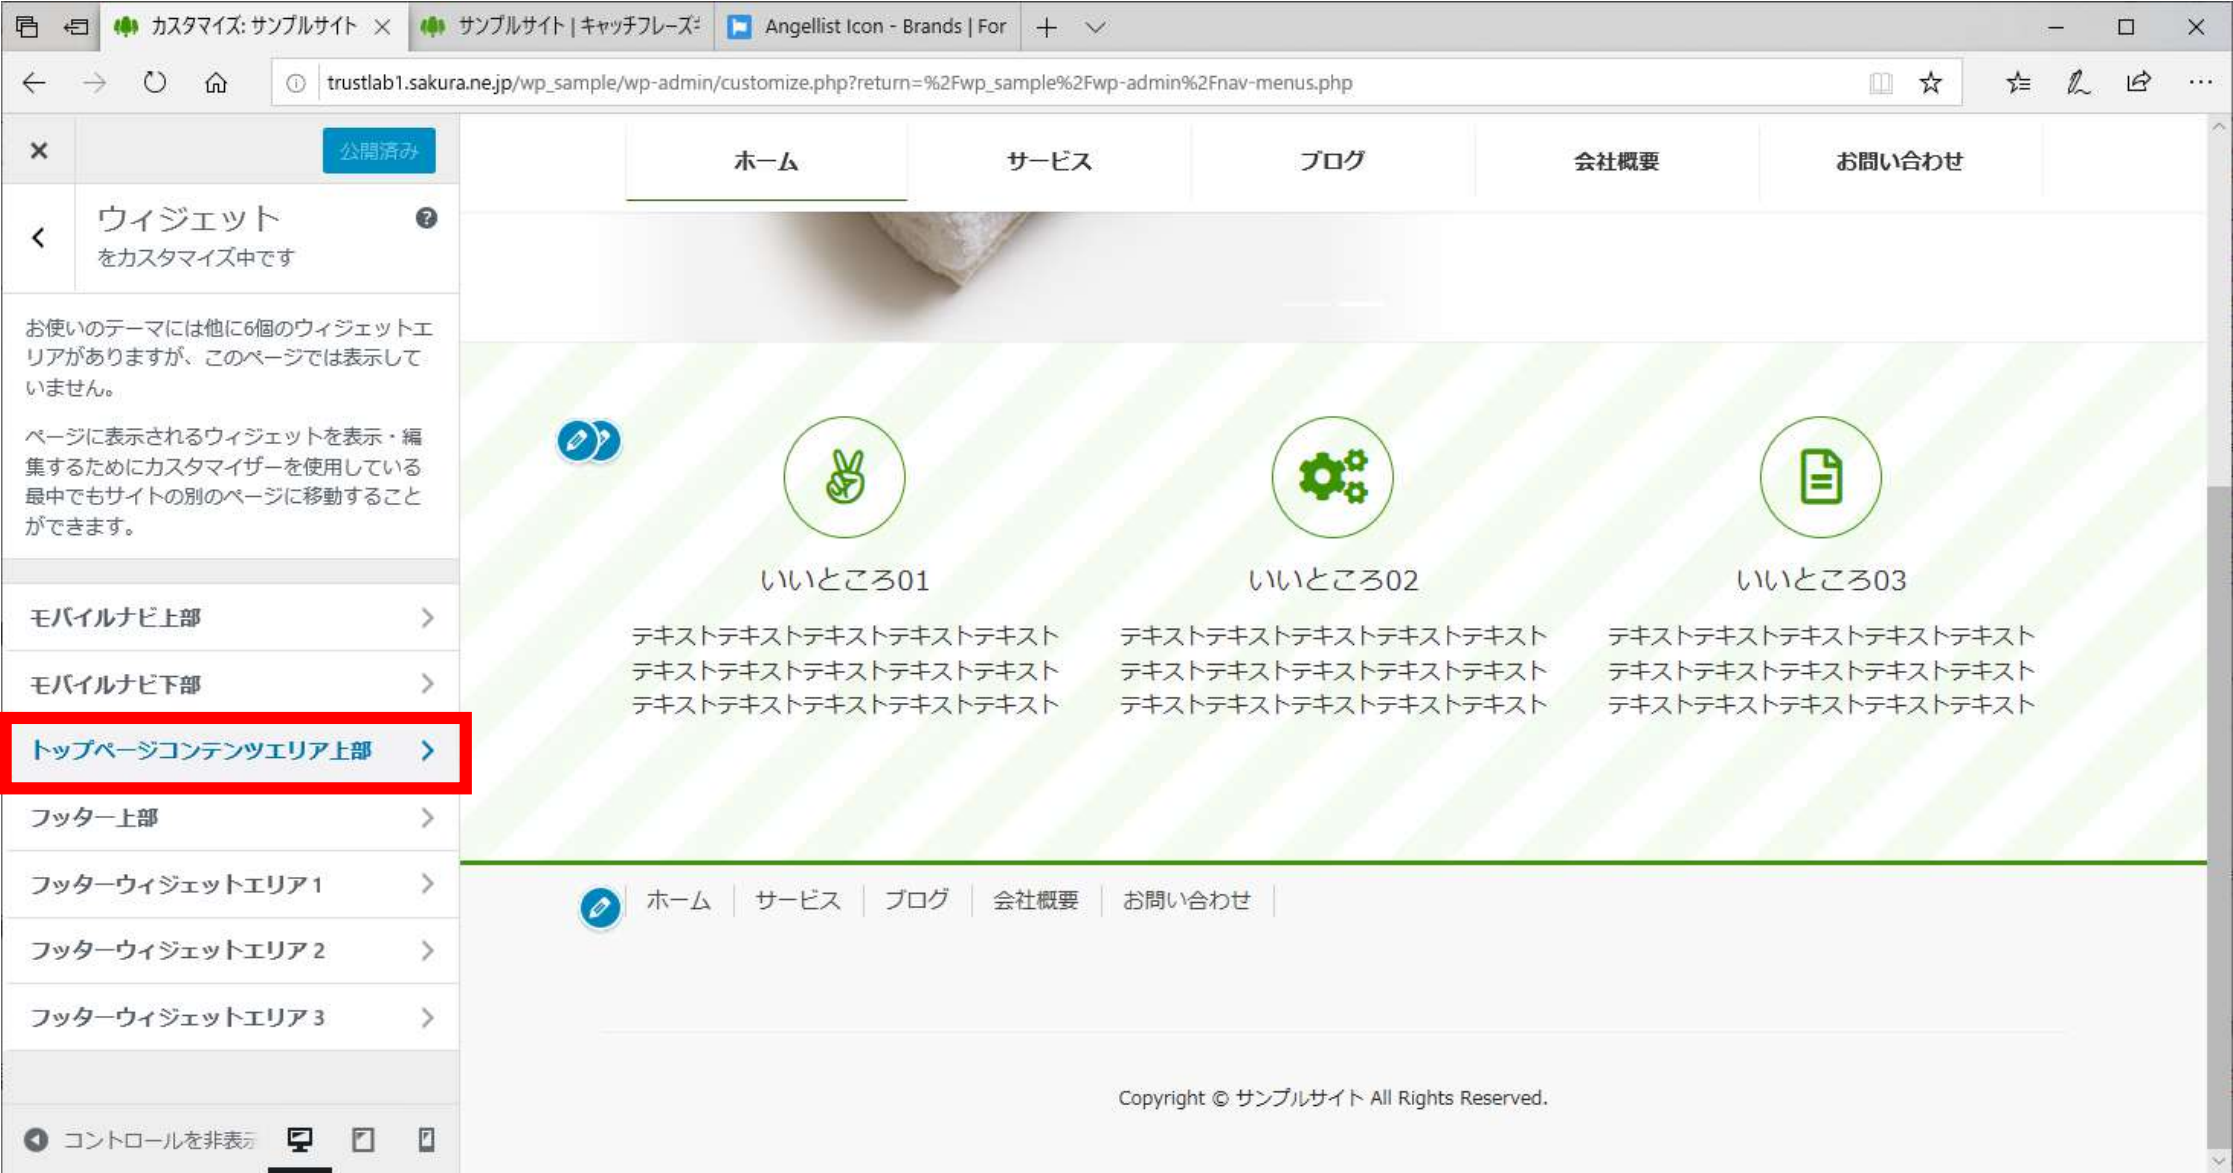 カスタマイズ: サンプルサイト
サンプルサイト | キャッチフレーズ
Angellist Icon - Brands | For
trustlab1.sakura.ne.jp/wp_sample/wp-admin/customize.php?return=%2Fwp_sample%2Fwp-admin%2Fnav-menus.php
公開済み
ウィジェット
をカスタマイズ中です
お使いのテーマには他に6個のウィジェットエ
リアがありますが、このページでは表示して
いません。
ページに表示されるウィジェットを表示・編
集するためにカスタマイザーを使用している
最中でもサイトの別のページに移動すること
ができます。
モバイルナビ上部
モバイルナビ下部
トップページコンテンツエリア上部
フッター上部
フッターウィジェットエリア 1
フッターウィジェットエリア 2
フッターウィジェットエリア 3
コントロールを非表示
ホーム サービス ブログ 会社概要 お問い合わせ
いいところ01
テキストテキストテキストテキストテキスト
テキストテキストテキストテキストテキスト
テキストテキストテキストテキストテキスト
いいところ02
テキストテキストテキストテキストテキスト
テキストテキストテキストテキストテキスト
テキストテキストテキストテキストテキスト
いいところ03
テキストテキストテキストテキストテキスト
テキストテキストテキストテキストテキスト
テキストテキストテキストテキストテキスト
ホーム サービス ブログ 会社概要 お問い合わせ
Copyright © サンプルサイト All Rights Reserved.